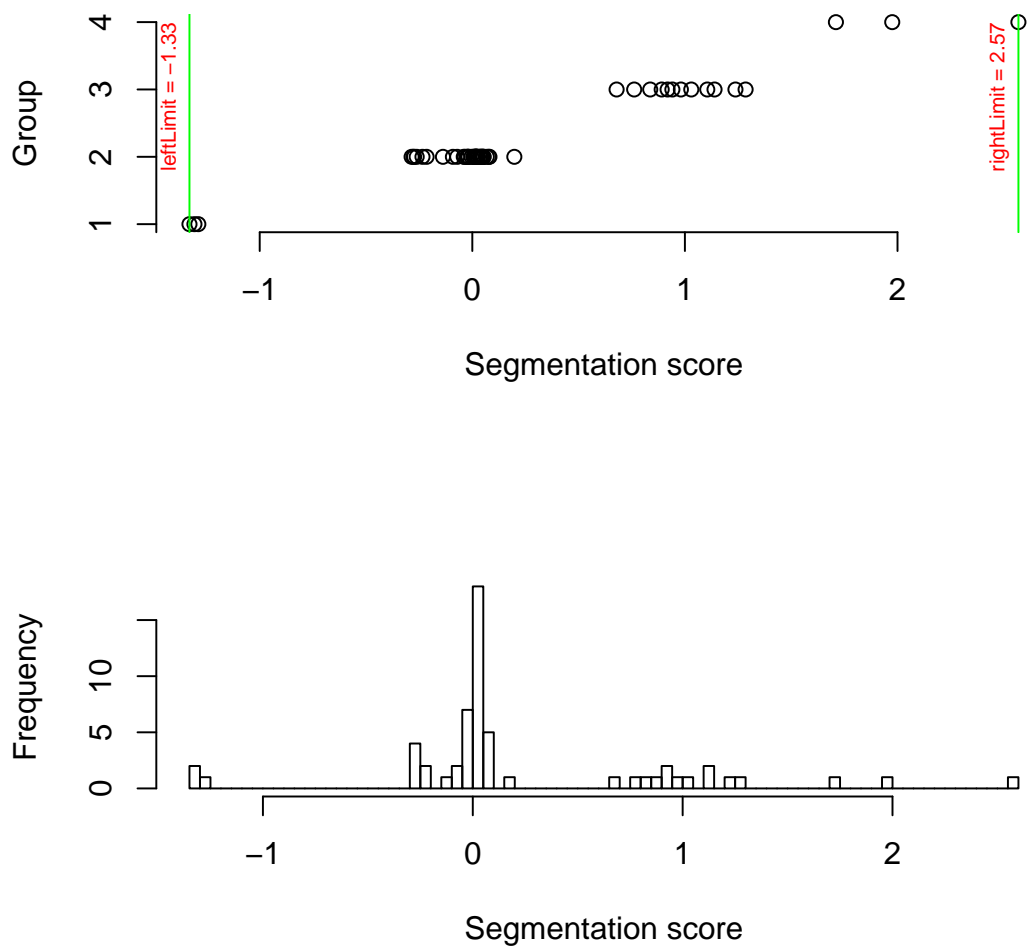 4
3
2
1
Group
leftLimit = −1.33
rightLimit = 2.57
−1 0 1 2
Segmentation score
10
5
0
Frequency
−1 0 1 2
Segmentation score